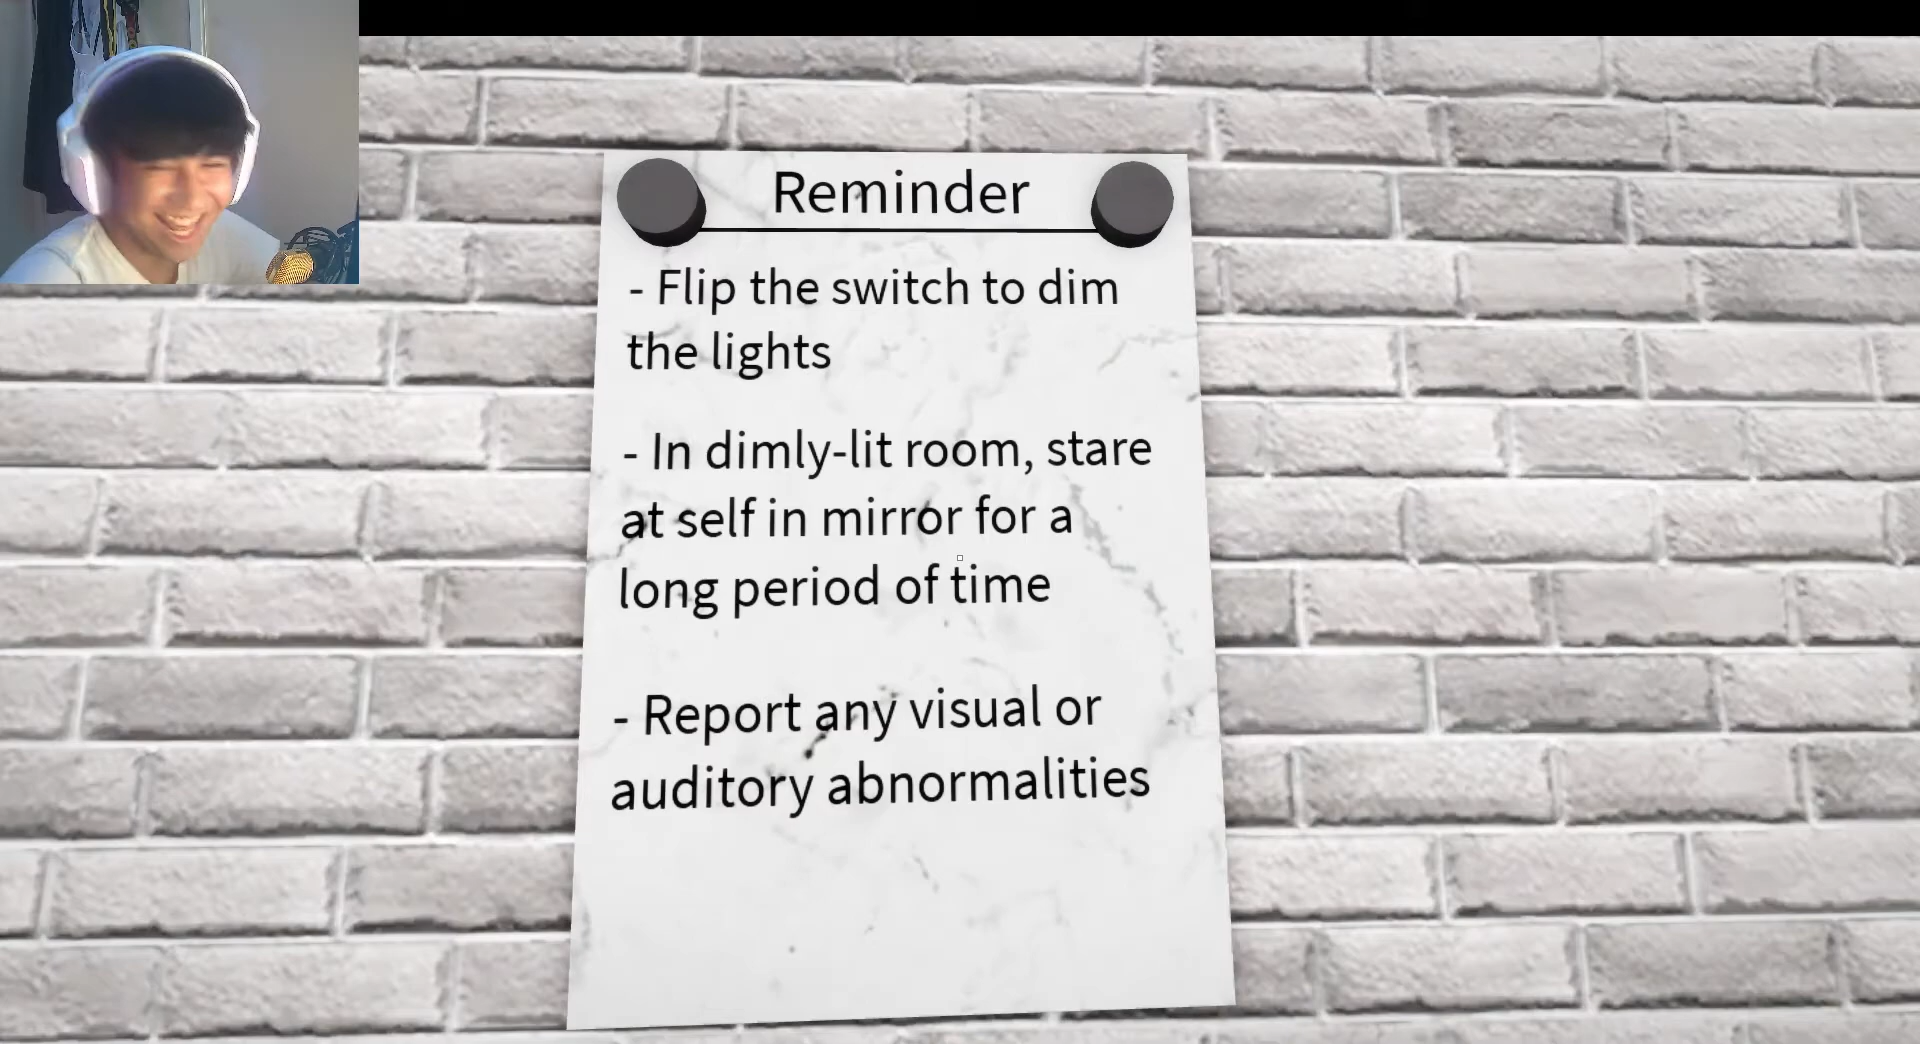 Reminder
- Flip the switch to dim
the lights
- In dimly-lit room, stare
at self in mirror for a
long period of time
- Report any visual or
auditory abnormalities